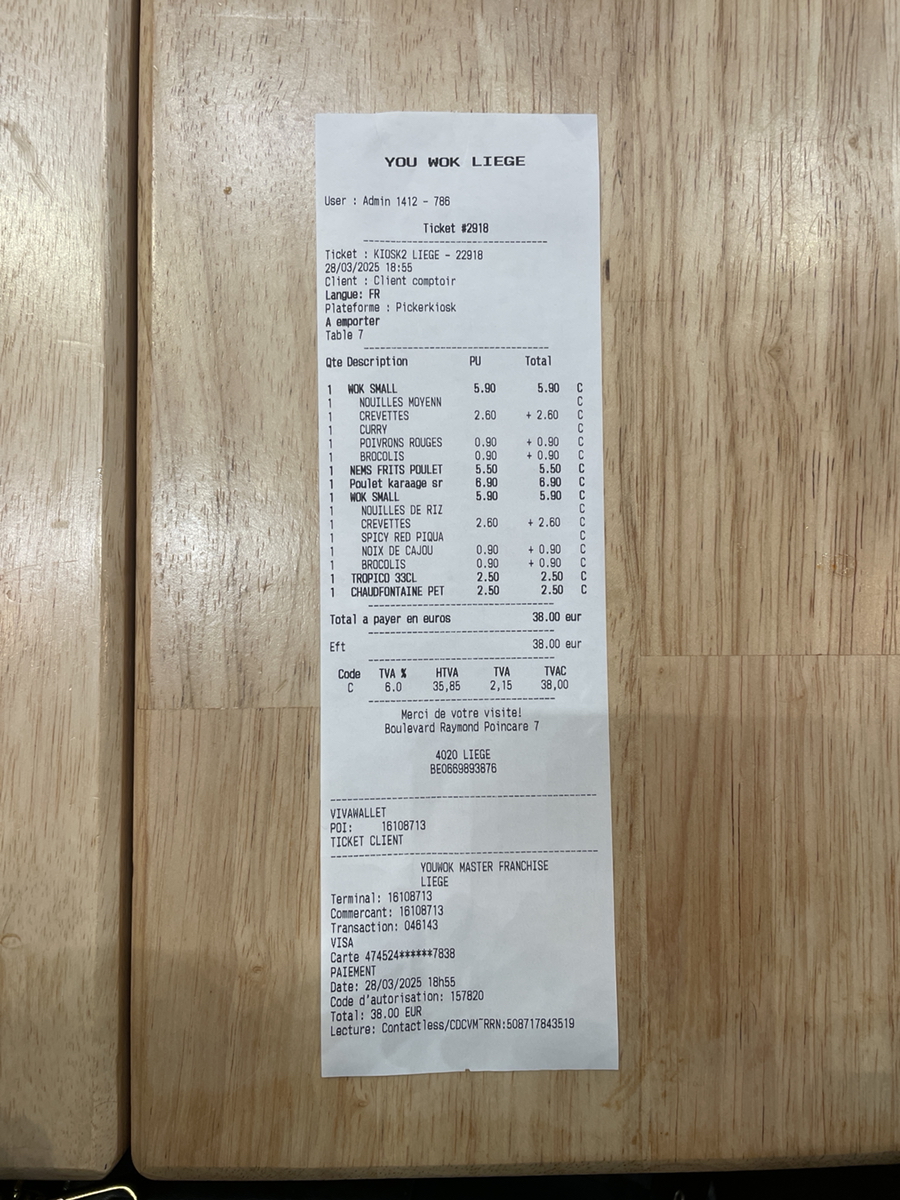 YOU WOK LIEGE
User : Admin 1412 - 786
Ticket #2918
--------------------------------
Ticket : KIOSK2 LIEGE - 22918
28/03/2025 18:55
Client : Client comptoir
Langue: FR
Plateforme : Pickerkiosk
A emporter
Table 7
--------------------------------
Qte Description PU Total
1 WOK SMALL 5.90 5.90 C
1 NOUILLES MOYENN C
1 CREVETTES 2.60 + 2.60 C
1 CURRY C
1 POIVRONS ROUGES 0.90 + 0.90 C
1 BROCOLIS 0.90 + 0.90 C
1 NEMS FRITS POULET 5.50 5.50 C
1 Poulet karaage sr 6.90 6.90 C
1 WOK SMALL 5.90 5.90 C
1 NOUILLES DE RIZ C
1 CREVETTES 2.60 + 2.60 C
1 SPICY RED PIQUA C
1 NOIX DE CAJOU 0.90 + 0.90 C
1 BROCOLIS 0.90 + 0.90 C
1 TROPICO 33CL 2.50 2.50 C
1 CHAUDFONTAINE PET 2.50 2.50 C
--------------------------------
Total a payer en euros 38.00 eur
--------------------------------
Eft 38.00 eur
--------------------------------
Code TVA % HTVA TVA TVAC
C 6.0 35,85 2,15 38,00
--------------------------------
Merci de votre visite!
Boulevard Raymond Poincare 7
4020 LIEGE
BE0669893876
--------------------------------
VIVAWALLET
POI: 16108713
TICKET CLIENT
--------------------------------
YOUWOK MASTER FRANCHISE
LIEGE
Terminal: 16108713
Commercant: 16108713
Transaction: 046143
VISA
Carte 474524******7838
PAIEMENT
Date: 28/03/2025 18h55
Code d'autorisation: 157820
Total: 38.00 EUR
Lecture: Contactless/CDCVM~RRN:508717843519